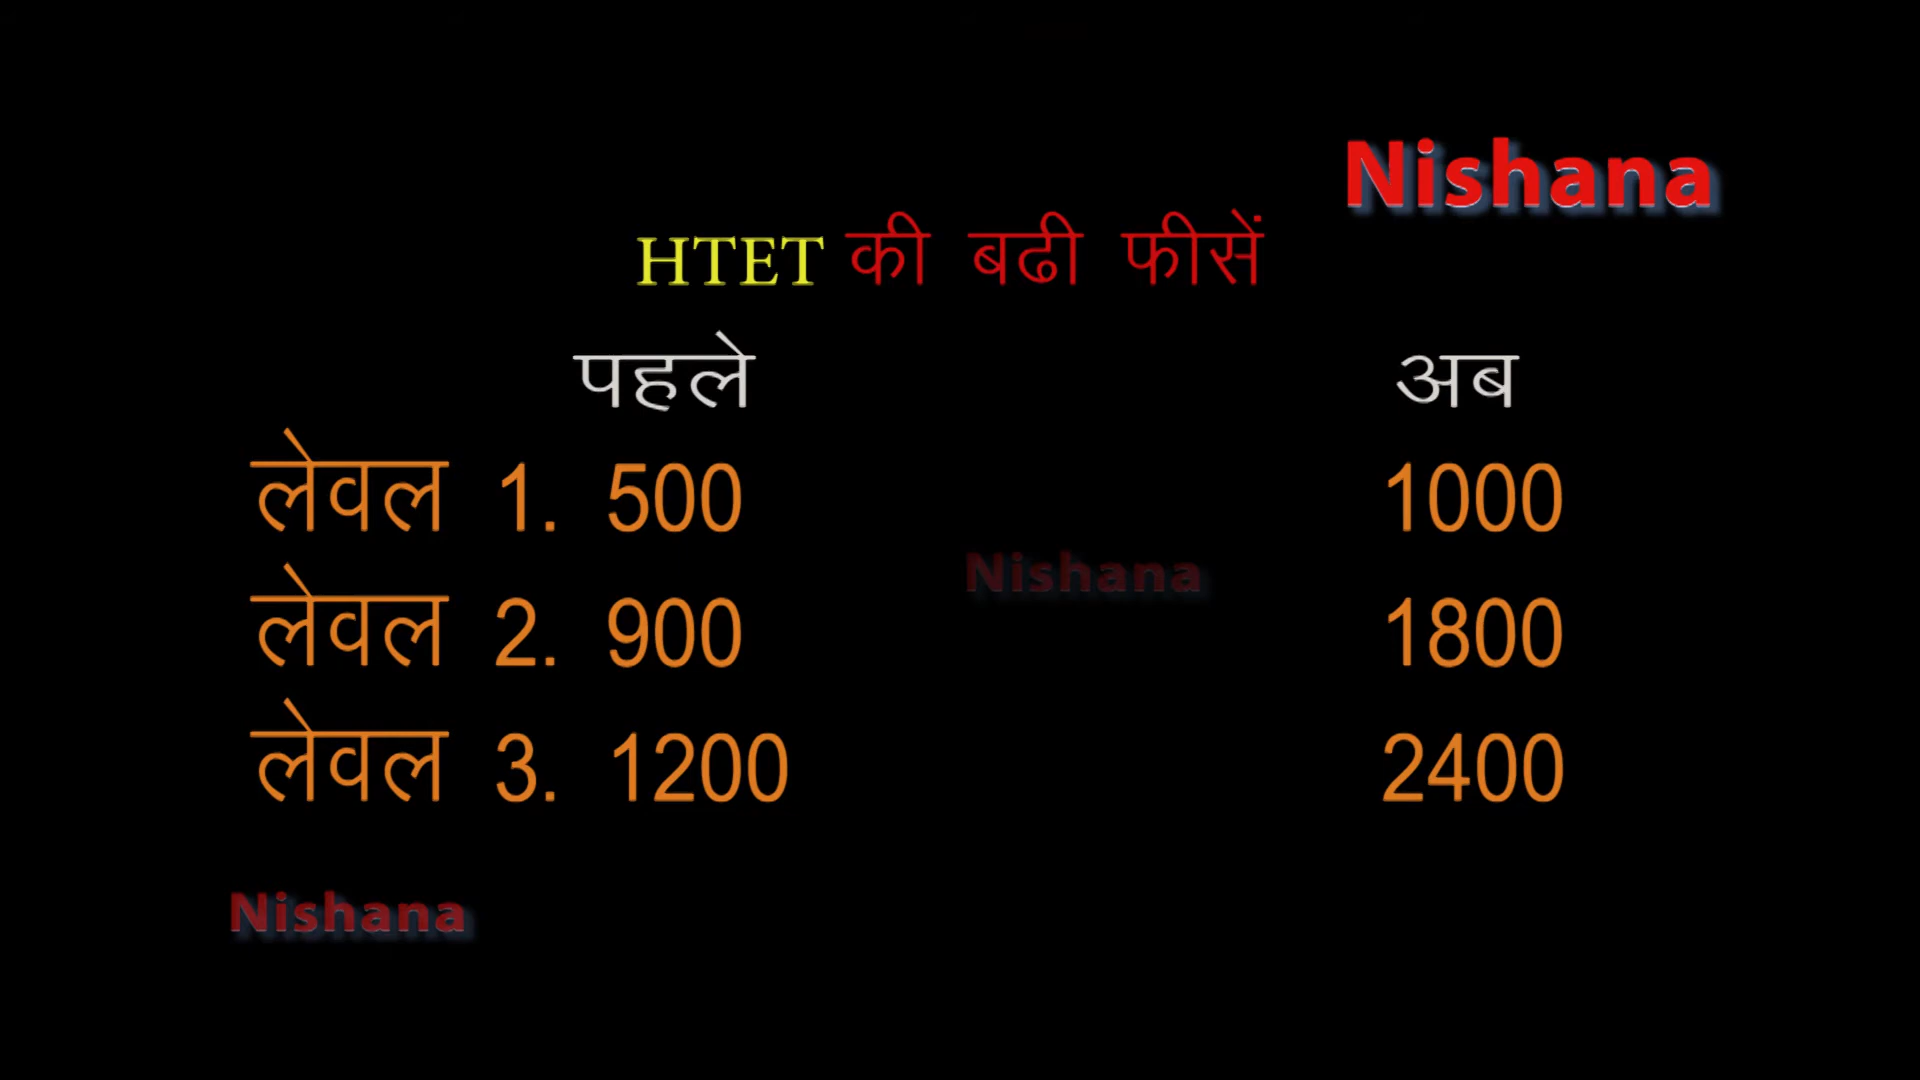 Nishana
HTET की बढी फीसें
पहले अब
लेवल 1. 500 1000
Nishana
लेवल 2. 900 1800
लेवल 3. 1200 2400
Nishana